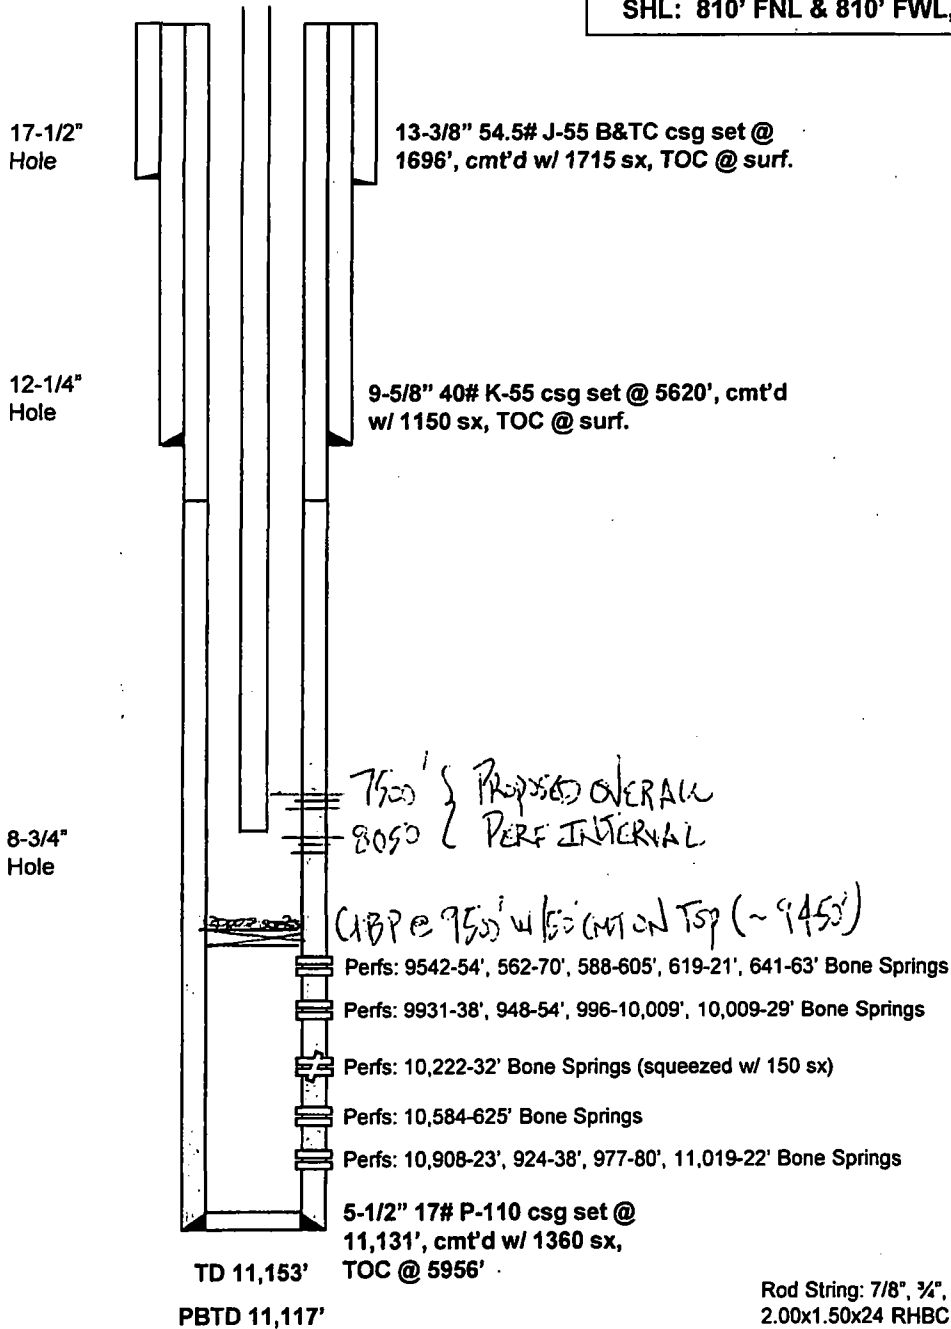 SHL: 810' FNL & 810' FWL,
17-1/2"
Hole
13-3/8" 54.5# J-55 B&TC csg set @
1696', cmt'd w/ 1715 sx, TOC @ surf.
12-1/4"
Hole
9-5/8" 40# K-55 csg set @ 5620', cmt'd
w/ 1150 sx, TOC @ surf.
7500' } PROPOSED OVERALL
8050 { PERF INTERVAL
8-3/4"
Hole
CIBP @ 9500' w/ 50' CMT ON TOP (~9450')
Perfs: 9542-54', 562-70', 588-605', 619-21', 641-63' Bone Springs
Perfs: 9931-38', 948-54', 996-10,009', 10,009-29' Bone Springs
Perfs: 10,222-32' Bone Springs (squeezed w/ 150 sx)
Perfs: 10,584-625' Bone Springs
Perfs: 10,908-23', 924-38', 977-80', 11,019-22' Bone Springs
5-1/2" 17# P-110 csg set @
11,131', cmt'd w/ 1360 sx,
TOC @ 5956'
TD 11,153'
PBTD 11,117'
Rod String: 7/8", ¾",
2.00x1.50x24 RHBC